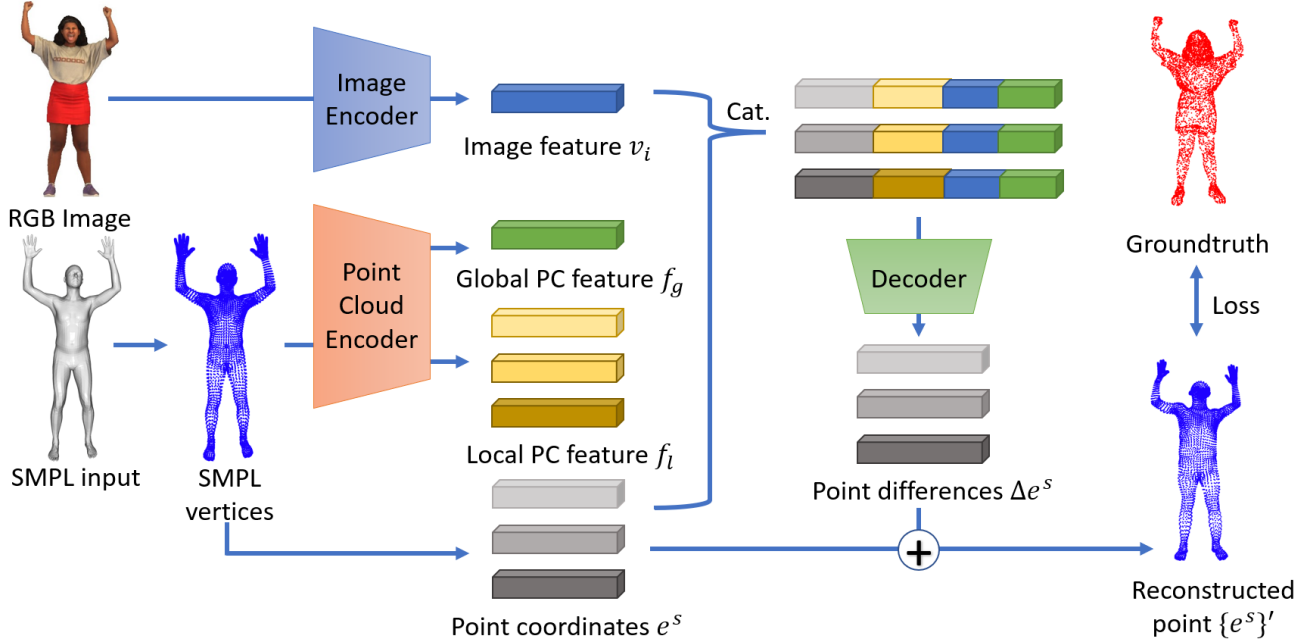 RGB Image
Image
Encoder
Image feature v_i
Cat.
SMPL input
SMPL
vertices
Point
Cloud
Encoder
Global PC feature f_g
Local PC feature f_l
Point coordinates e^s
Decoder
Point differences Δe^s
+
Groundtruth
Loss
Reconstructed
point {e^s}′